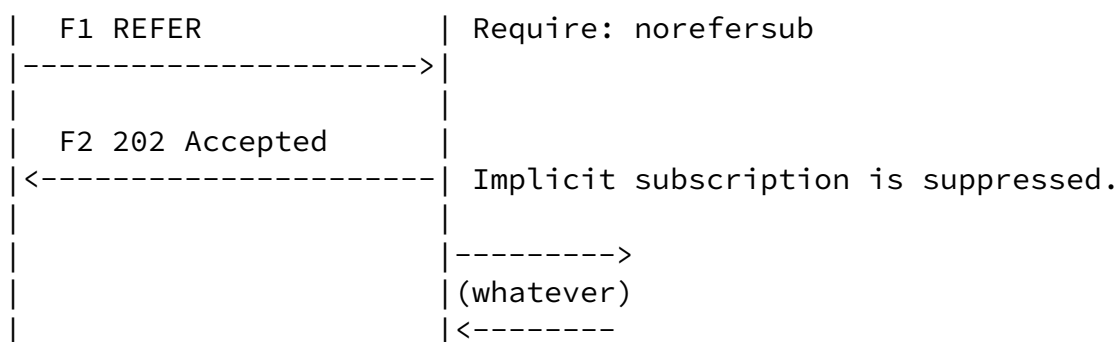 |  F1 REFER             | Require: norefersub
|---------------------->|
|                       |
|  F2 202 Accepted      |
|<----------------------| Implicit subscription is suppressed.
|                       |
|                       |--------->
|                       |(whatever)
|                       |<--------